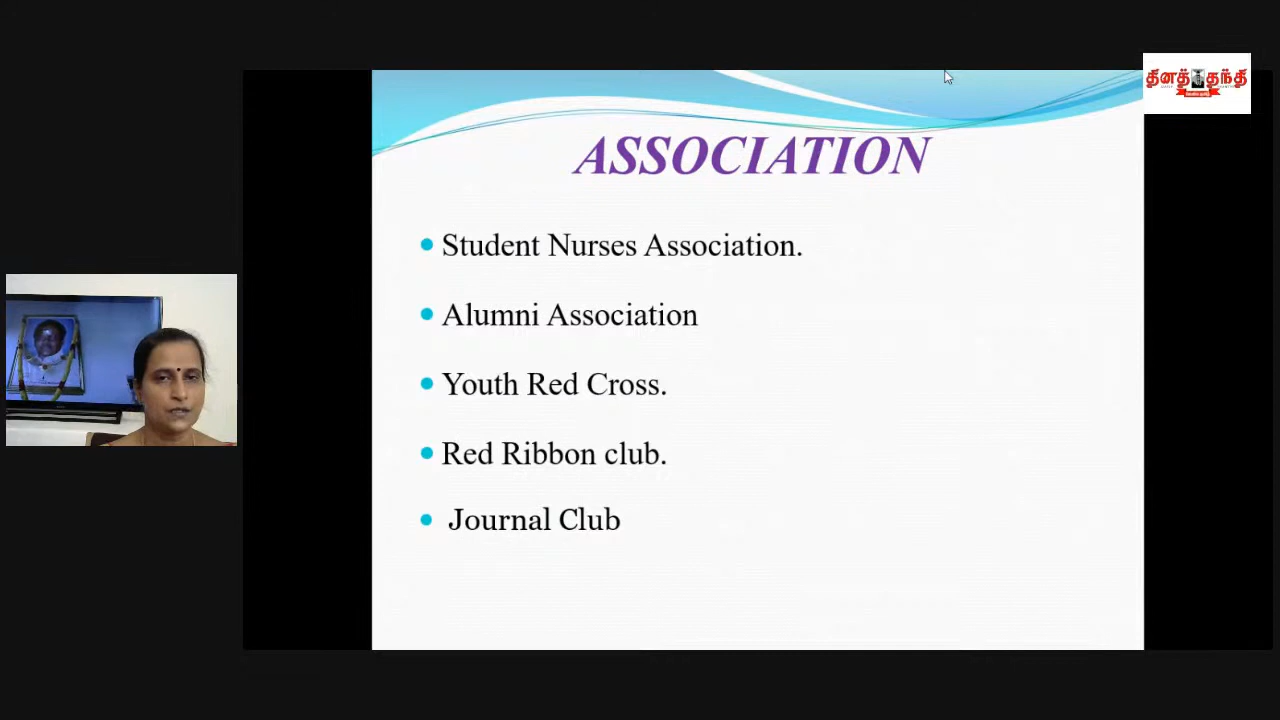 தினத்தந்தி
ASSOCIATION
Student Nurses Association.
Alumni Association
Youth Red Cross.
Red Ribbon club.
Journal Club